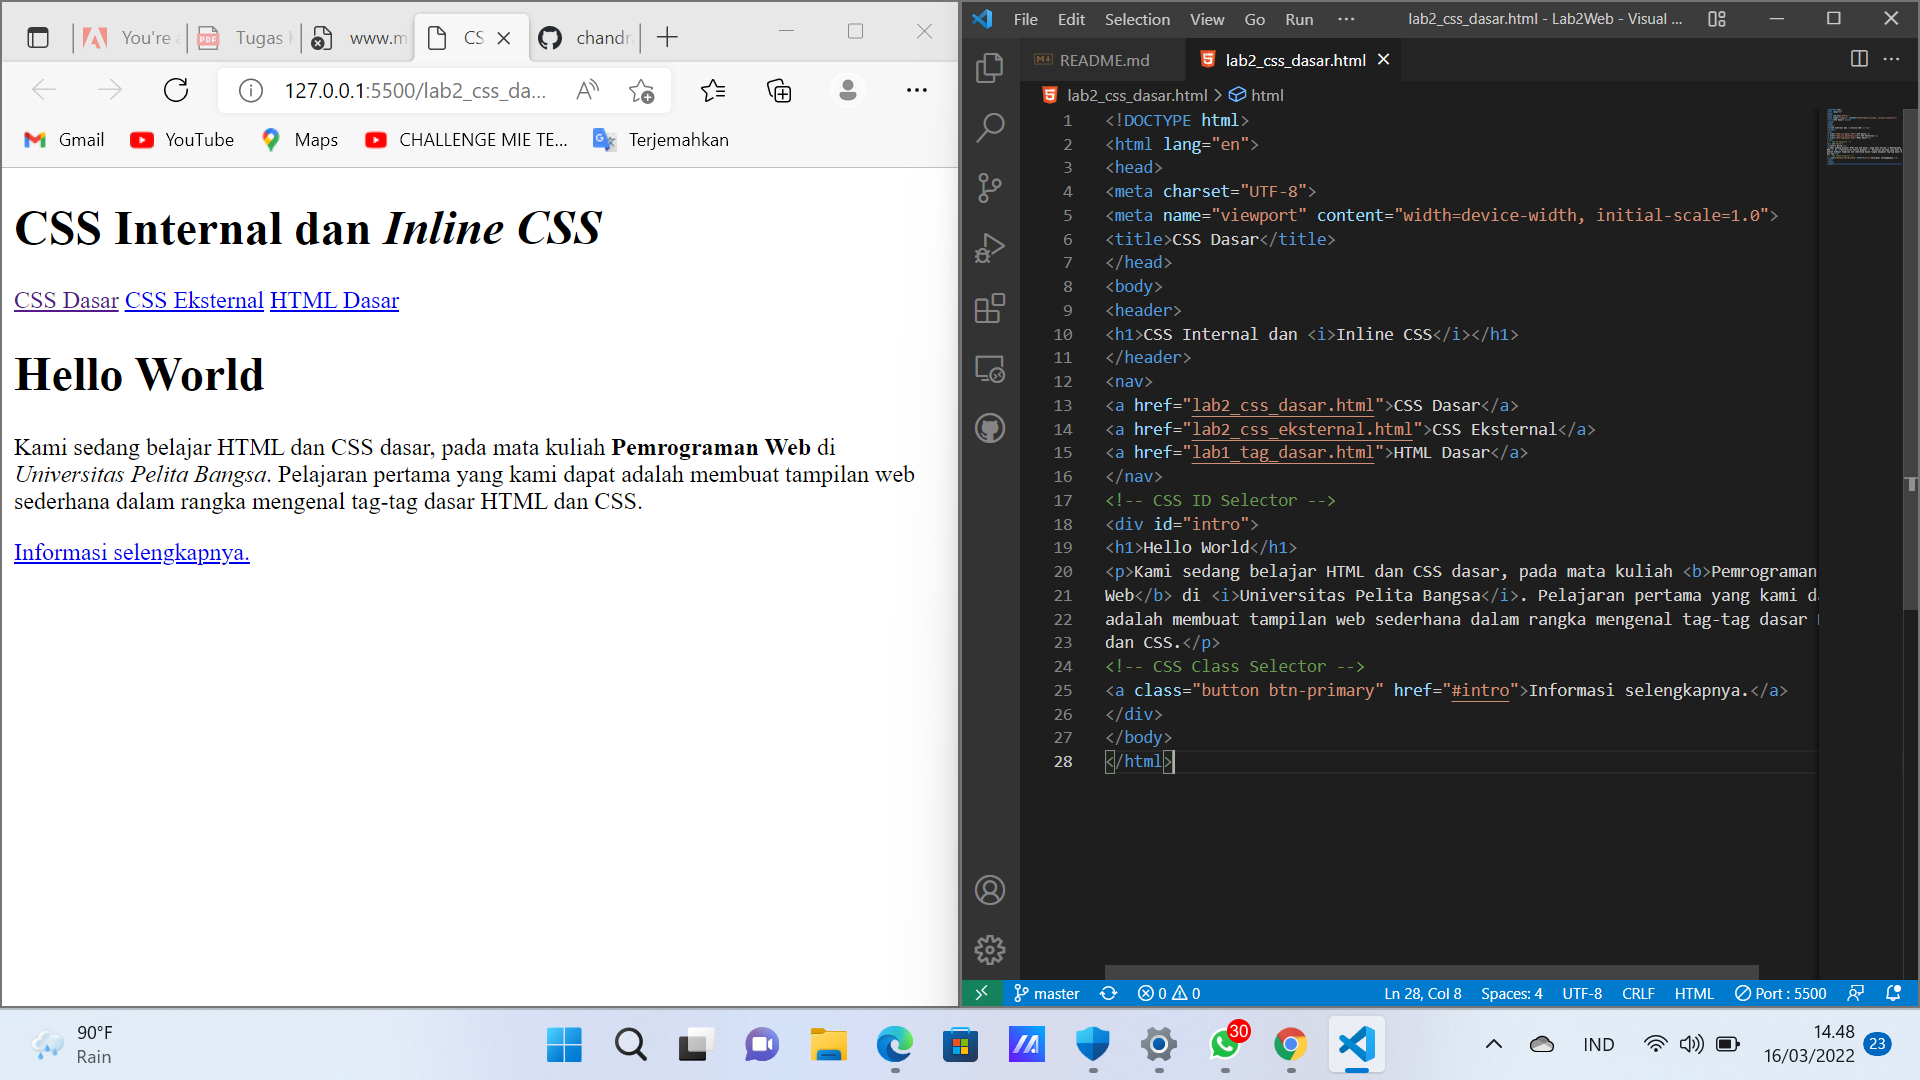 You're
Tugas
www.m
CS
chandr
127.0.0.1:5500/lab2_css_da...
Gmail
YouTube
Maps
CHALLENGE MIE TE...
Terjemahkan
CSS Internal dan Inline CSS
CSS Dasar CSS Eksternal HTML Dasar
Hello World
Kami sedang belajar HTML dan CSS dasar, pada mata kuliah Pemrograman Web di
Universitas Pelita Bangsa. Pelajaran pertama yang kami dapat adalah membuat tampilan web
sederhana dalam rangka mengenal tag-tag dasar HTML dan CSS.
Informasi selengkapnya.
File Edit Selection View Go Run ···
lab2_css_dasar.html - Lab2Web - Visual ...
README.md
lab2_css_dasar.html
lab2_css_dasar.html > html
1 <!DOCTYPE html>
2 <html lang="en">
3 <head>
4 <meta charset="UTF-8">
5 <meta name="viewport" content="width=device-width, initial-scale=1.0">
6 <title>CSS Dasar</title>
7 </head>
8 <body>
9 <header>
10 <h1>CSS Internal dan <i>Inline CSS</i></h1>
11 </header>
12 <nav>
13 <a href="lab2_css_dasar.html">CSS Dasar</a>
14 <a href="lab2_css_eksternal.html">CSS Eksternal</a>
15 <a href="lab1_tag_dasar.html">HTML Dasar</a>
16 </nav>
17 <!-- CSS ID Selector -->
18 <div id="intro">
19 <h1>Hello World</h1>
20 <p>Kami sedang belajar HTML dan CSS dasar, pada mata kuliah <b>Pemrograman
21 Web</b> di <i>Universitas Pelita Bangsa</i>. Pelajaran pertama yang kami d
22 adalah membuat tampilan web sederhana dalam rangka mengenal tag-tag dasar
23 dan CSS.</p>
24 <!-- CSS Class Selector -->
25 <a class="button btn-primary" href="#intro">Informasi selengkapnya.</a>
26 </div>
27 </body>
28 </html>
master 0 0 Ln 28, Col 8 Spaces: 4 UTF-8 CRLF HTML Port : 5500
90°F
Rain
30
IND
14.48
16/03/2022
23